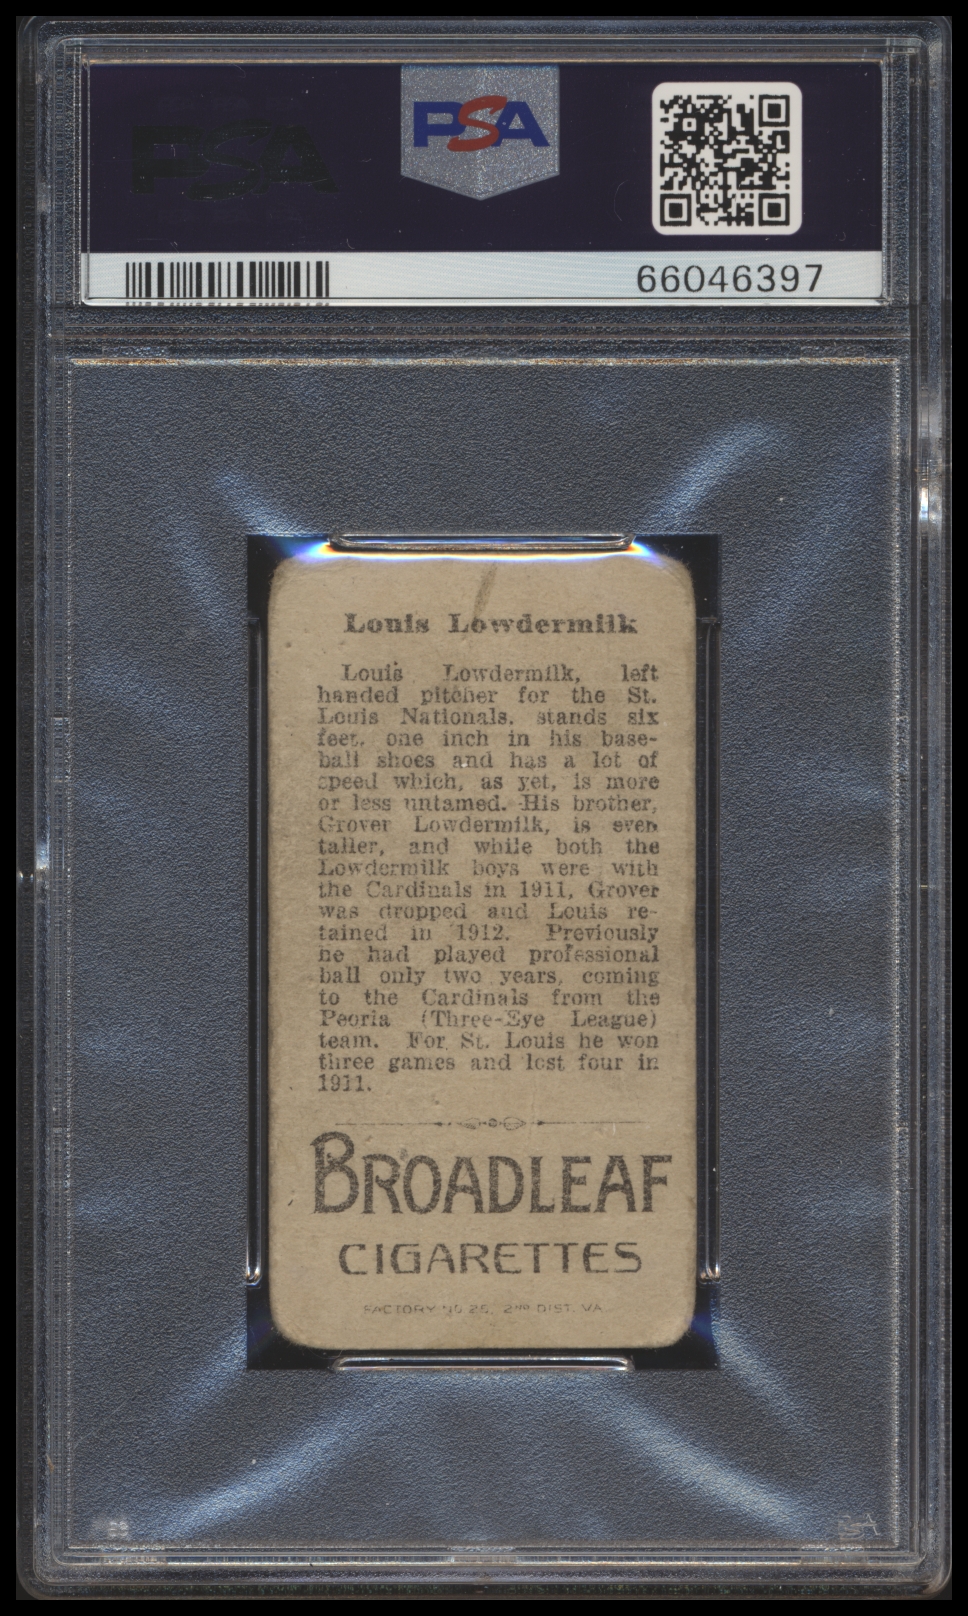 PSA
PSA
66046397
Louis Lowdermilk
Louis Lowdermilk, left
handed pitcher for the St.
Louis Nationals, stands six
feet, one inch in his base-
ball shoes and has a lot of
speed which, as yet, is more
or less untamed. His brother,
Grover Lowdermilk, is even
taller, and while both the
Lowdermilk boys were with
the Cardinals in 1911, Grover
was dropped and Louis re-
tained in 1912. Previously
he had played professional
ball only two years, coming
to the Cardinals from the
Peoria (Three-Eye League)
team. For St. Louis he won
three games and lost four in
1911.
BROADLEAF
CIGARETTES
FACTORY NO 25, 2ND DIST. VA.
PSA